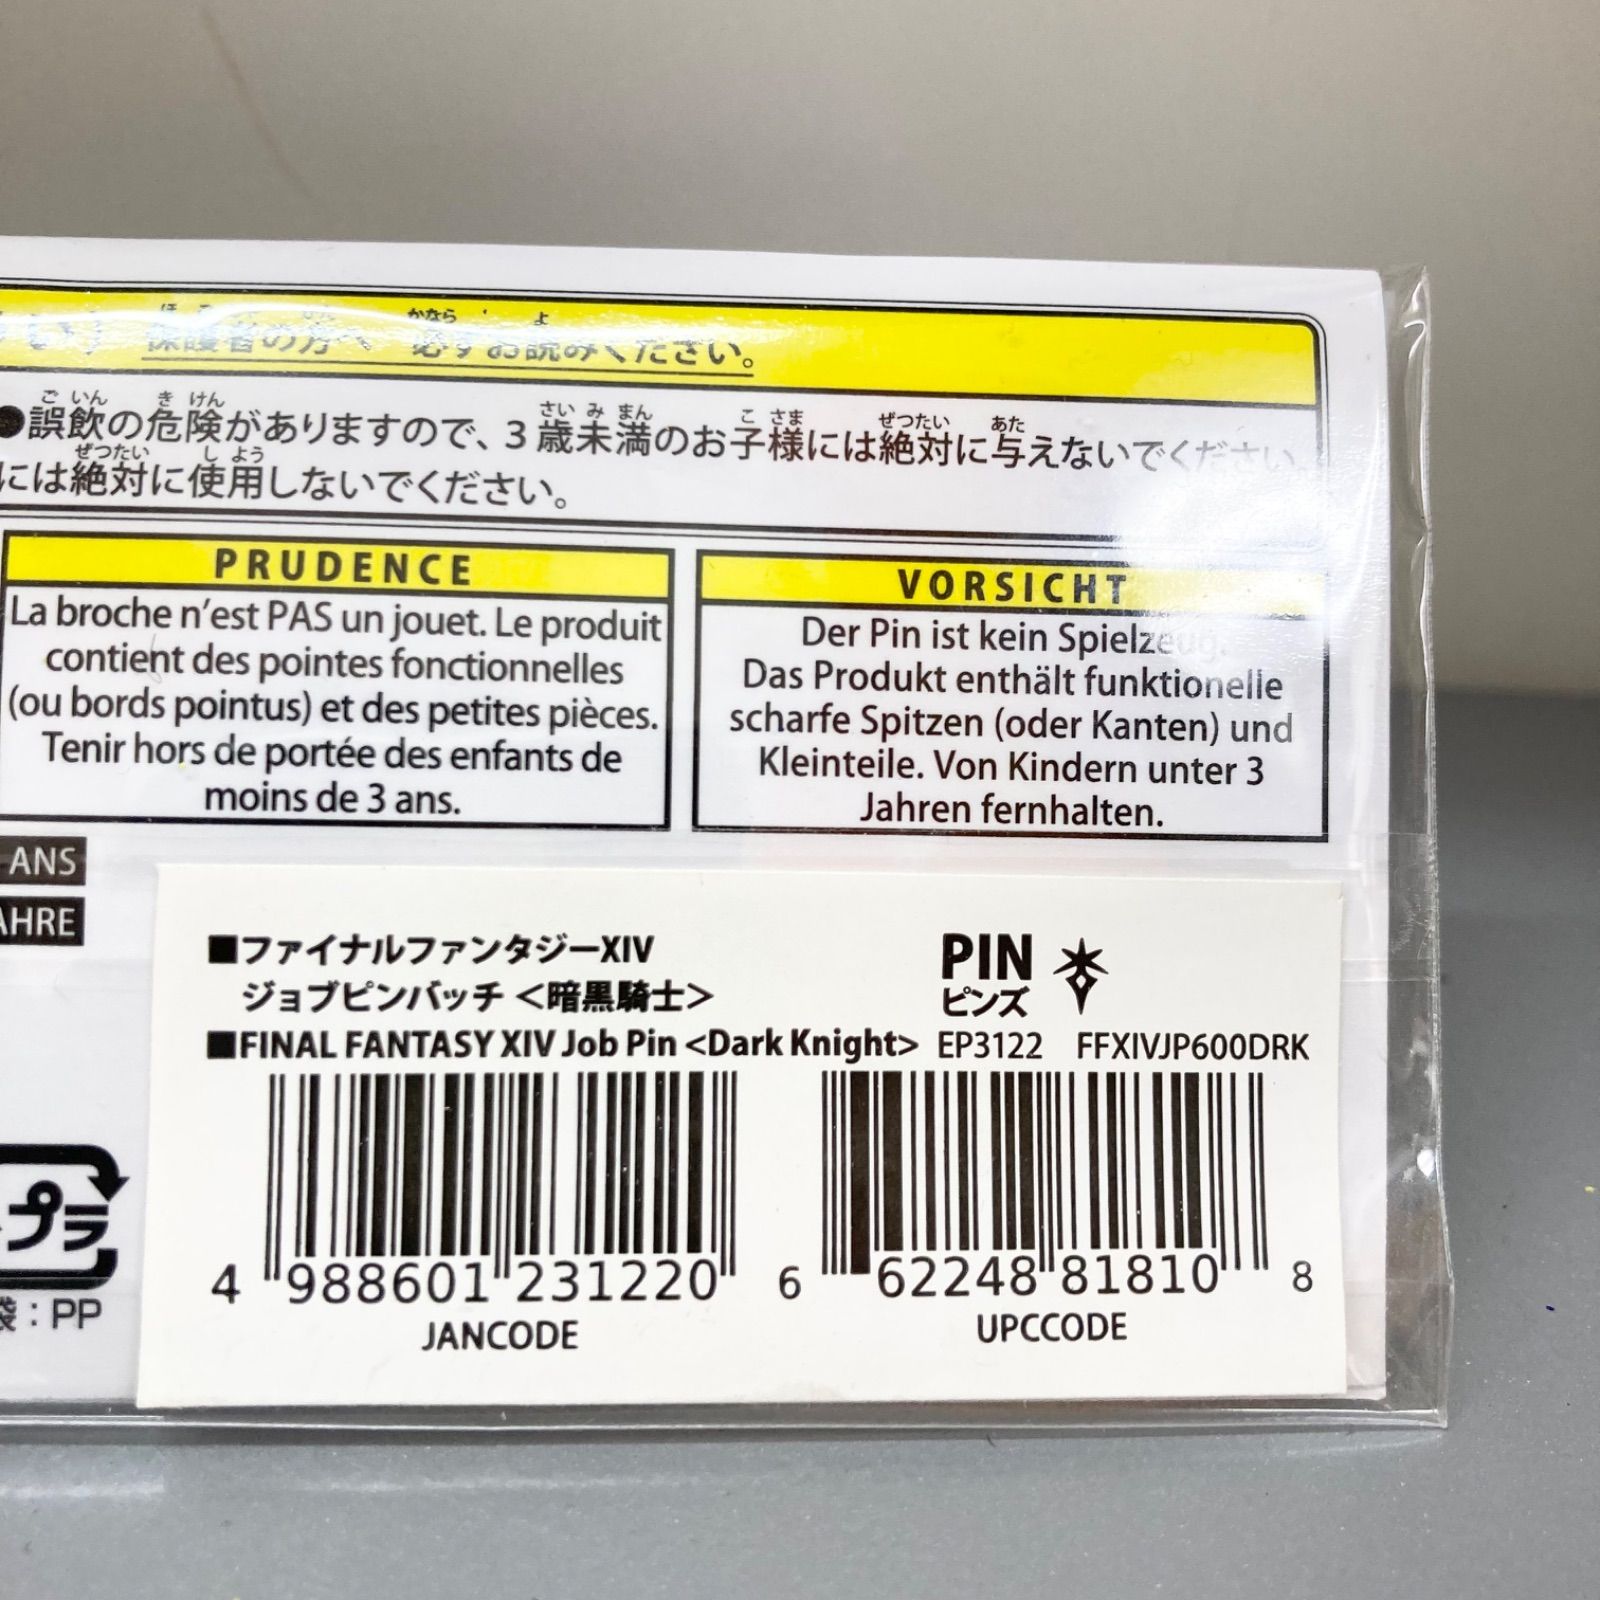 保護者の方へ 必ずお読みください。
●誤飲の危険がありますので、3歳未満のお子様には絶対に与えないでください。
には絶対に使用しないでください。
PRUDENCE
La broche n'est PAS un jouet. Le produit
contient des pointes fonctionnelles
(ou bords pointus) et des petites pièces.
Tenir hors de portée des enfants de
moins de 3 ans.
VORSICHT
Der Pin ist kein Spielzeug.
Das Produkt enthält funktionelle
scharfe Spitzen (oder Kanten) und
Kleinteile. Von Kindern unter 3
Jahren fernhalten.
ANS
AHRE
■ファイナルファンタジーXIV
ジョブピンバッチ <暗黒騎士>
PIN
ピンズ
■FINAL FANTASY XIV Job Pin <Dark Knight> EP3122 FFXIVJP600DRK
4 988601 231220
JANCODE
6 62248 81810 8
UPCCODE
プラ
袋：PP